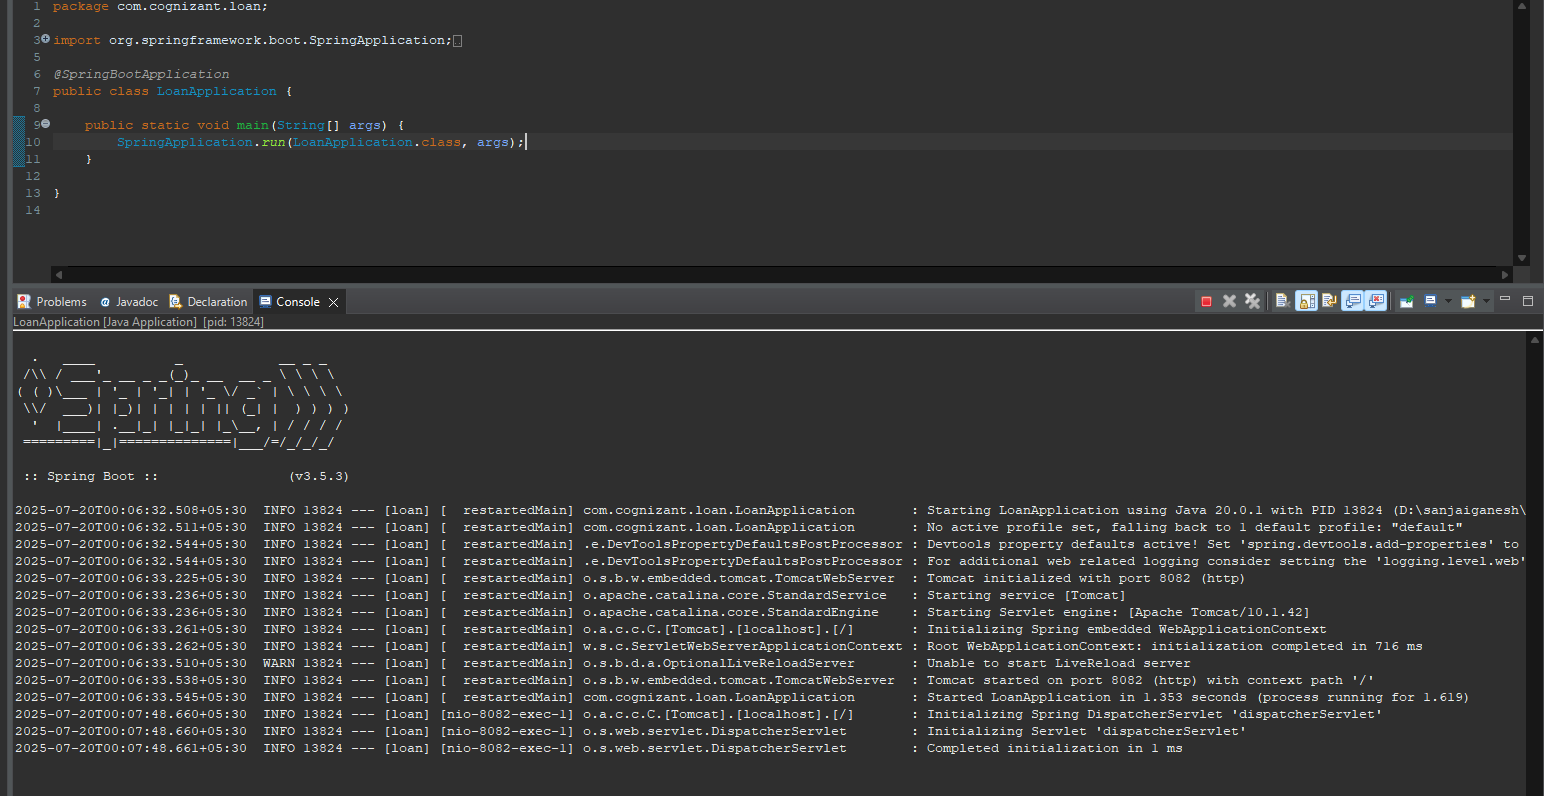 1 package com.cognizant.loan;
2
3 import org.springframework.boot.SpringApplication;
5
6 @SpringBootApplication
7 public class LoanApplication {
8
9     public static void main(String[] args) {
10         SpringApplication.run(LoanApplication.class, args);
11     }
12
13 }
14
Problems @ Javadoc Declaration Console
LoanApplication [Java Application] [pid: 13824]
:: Spring Boot ::                (v3.5.3)
2025-07-20T00:06:32.508+05:30  INFO 13824 --- [loan] [  restartedMain] com.cognizant.loan.LoanApplication       : Starting LoanApplication using Java 20.0.1 with PID 13824 (D:\sanjaiganesh\
2025-07-20T00:06:32.511+05:30  INFO 13824 --- [loan] [  restartedMain] com.cognizant.loan.LoanApplication       : No active profile set, falling back to 1 default profile: "default"
2025-07-20T00:06:32.544+05:30  INFO 13824 --- [loan] [  restartedMain] .e.DevToolsPropertyDefaultsPostProcessor : Devtools property defaults active! Set 'spring.devtools.add-properties' to
2025-07-20T00:06:32.544+05:30  INFO 13824 --- [loan] [  restartedMain] .e.DevToolsPropertyDefaultsPostProcessor : For additional web related logging consider setting the 'logging.level.web'
2025-07-20T00:06:33.225+05:30  INFO 13824 --- [loan] [  restartedMain] o.s.b.w.embedded.tomcat.TomcatWebServer  : Tomcat initialized with port 8082 (http)
2025-07-20T00:06:33.236+05:30  INFO 13824 --- [loan] [  restartedMain] o.apache.catalina.core.StandardService   : Starting service [Tomcat]
2025-07-20T00:06:33.236+05:30  INFO 13824 --- [loan] [  restartedMain] o.apache.catalina.core.StandardEngine    : Starting Servlet engine: [Apache Tomcat/10.1.42]
2025-07-20T00:06:33.261+05:30  INFO 13824 --- [loan] [  restartedMain] o.a.c.c.C.[Tomcat].[localhost].[/]       : Initializing Spring embedded WebApplicationContext
2025-07-20T00:06:33.262+05:30  INFO 13824 --- [loan] [  restartedMain] w.s.c.ServletWebServerApplicationContext : Root WebApplicationContext: initialization completed in 716 ms
2025-07-20T00:06:33.510+05:30  WARN 13824 --- [loan] [  restartedMain] o.s.b.d.a.OptionalLiveReloadServer       : Unable to start LiveReload server
2025-07-20T00:06:33.538+05:30  INFO 13824 --- [loan] [  restartedMain] o.s.b.w.embedded.tomcat.TomcatWebServer  : Tomcat started on port 8082 (http) with context path '/'
2025-07-20T00:06:33.545+05:30  INFO 13824 --- [loan] [  restartedMain] com.cognizant.loan.LoanApplication       : Started LoanApplication in 1.353 seconds (process running for 1.619)
2025-07-20T00:07:48.660+05:30  INFO 13824 --- [loan] [nio-8082-exec-1] o.a.c.c.C.[Tomcat].[localhost].[/]       : Initializing Spring DispatcherServlet 'dispatcherServlet'
2025-07-20T00:07:48.660+05:30  INFO 13824 --- [loan] [nio-8082-exec-1] o.s.web.servlet.DispatcherServlet        : Initializing Servlet 'dispatcherServlet'
2025-07-20T00:07:48.661+05:30  INFO 13824 --- [loan] [nio-8082-exec-1] o.s.web.servlet.DispatcherServlet        : Completed initialization in 1 ms